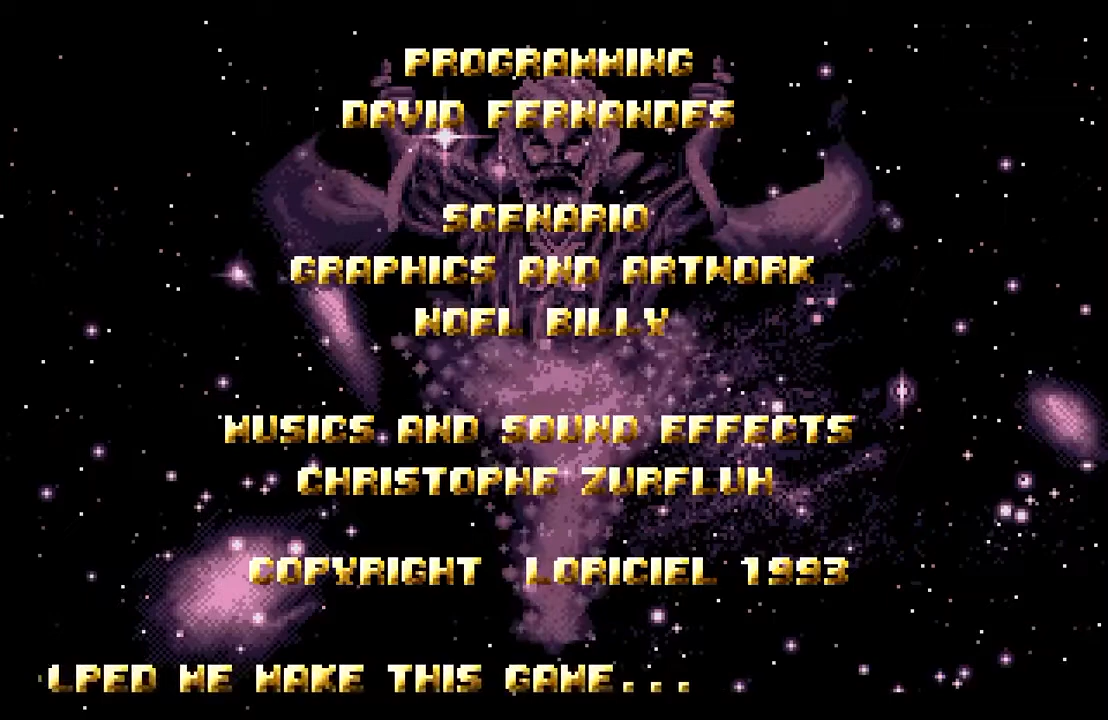 PROGRAMMING
DAVID FERNANDES
SCENARIO
GRAPHICS AND ARTWORK
NOEL BILLY
MUSICS AND SOUND EFFECTS
CHRISTOPHE ZURFLUH
COPYRIGHT LORICIEL 1993
LPED ME MAKE THIS GAME...